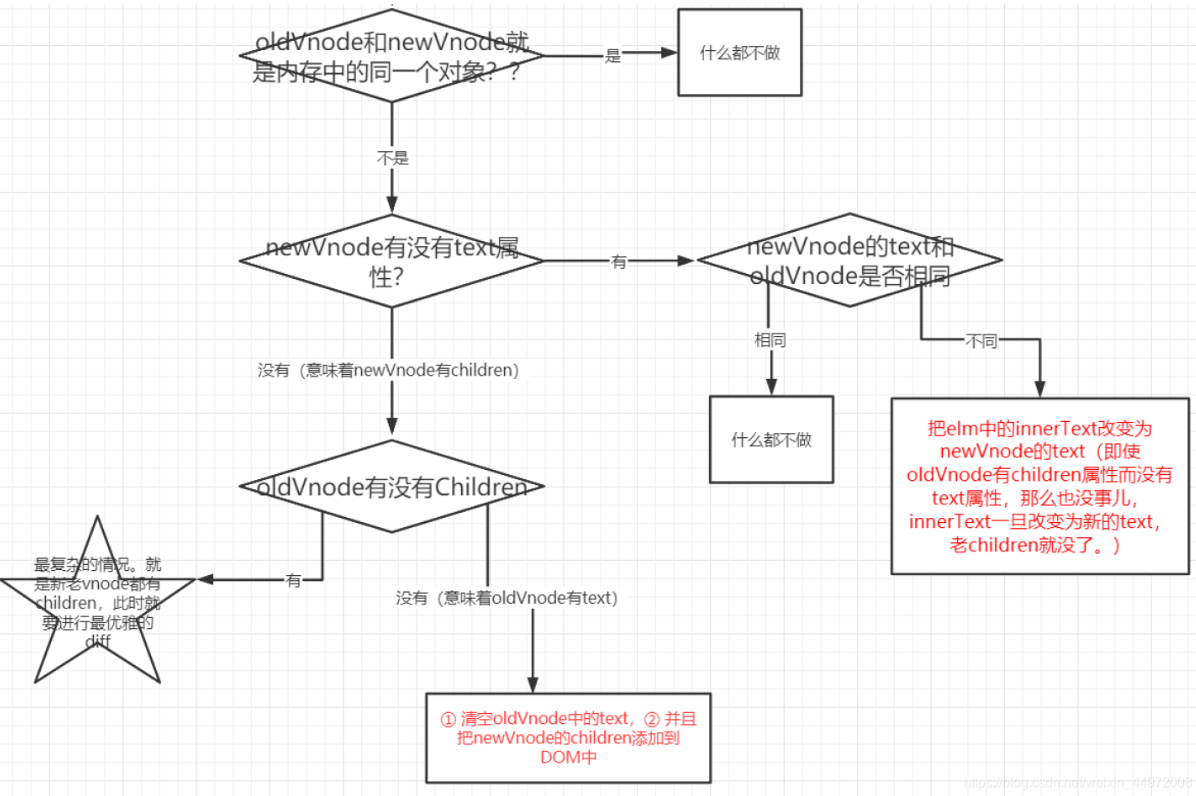 oldVnode和newVnode就
是内存中的同一个对象？？
是
什么都不做
不是
newVnode有没有text属
性？
有
newVnode的text和
oldVnode是否相同
相同
不同
没有（意味着newVnode有children）
什么都不做
把elm中的innerText改变为
newVnode的text（即使
oldVnode有children属性而没有
text属性，那么也没事儿，
innerText一旦改变为新的text，
老children就没了。）
oldVnode有没有Children
有
最复杂的情况。就
是新老vnode都有
children，此时就
要进行最优雅的
diff
没有（意味着oldVnode有text）
① 清空oldVnode中的text，② 并且
把newVnode的children添加到
DOM中
https://blog.csdn.net/weixin_44972008